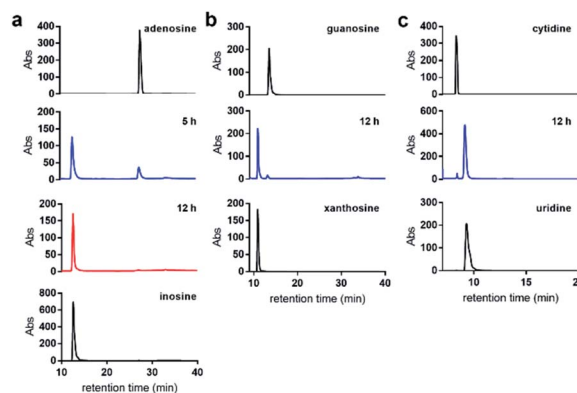 a
adenosine
400
300
200
100
0
Abs
5 h
200
150
100
50
0
Abs
12 h
200
150
100
50
0
Abs
inosine
800
600
400
200
0
Abs
10 20 30 40
retention time (min)
b
guanosine
300
200
100
0
Abs
12 h
300
200
100
0
Abs
xanthosine
200
150
100
50
0
Abs
10 20 30 40
retention time (min)
c
cytidine
400
300
200
100
0
Abs
12 h
600
400
200
0
Abs
uridine
300
200
100
0
Abs
10 15 2
retention time (min)